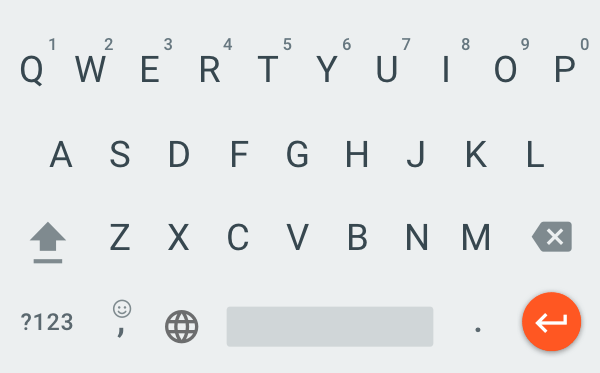 1 2 3 4 5 6 7 8 9 0
Q W E R T Y U I O P
A S D F G H J K L
Z X C V B N M
?123 , .